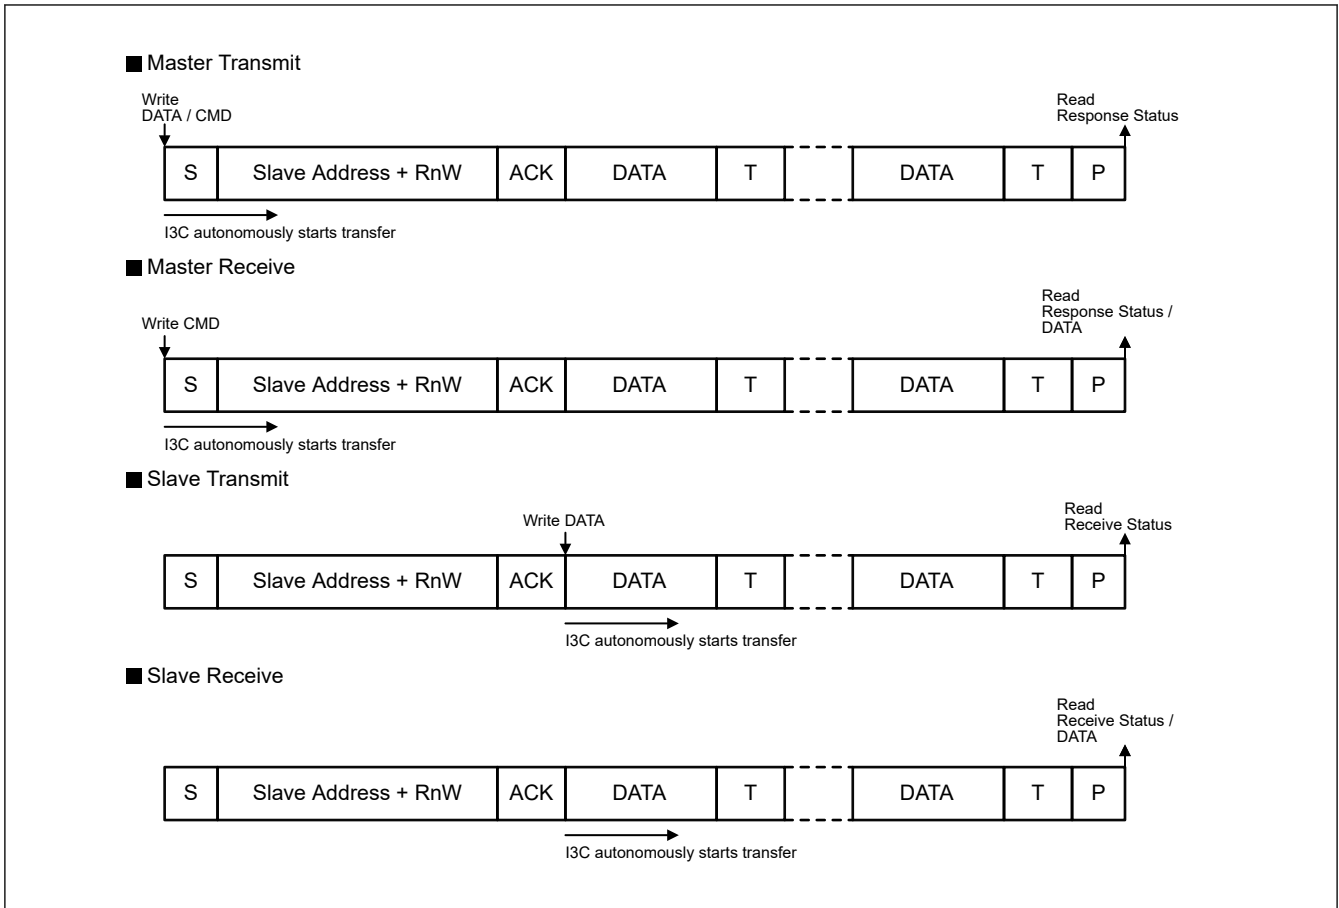 Master Transmit
Write
DATA / CMD
Read
Response Status
S Slave Address + RnW ACK DATA T DATA T P
I3C autonomously starts transfer
Master Receive
Write CMD
Read
Response Status /
DATA
S Slave Address + RnW ACK DATA T DATA T P
I3C autonomously starts transfer
Slave Transmit
Write DATA
Read
Receive Status
S Slave Address + RnW ACK DATA T DATA T P
I3C autonomously starts transfer
Slave Receive
Read
Receive Status /
DATA
S Slave Address + RnW ACK DATA T DATA T P
I3C autonomously starts transfer